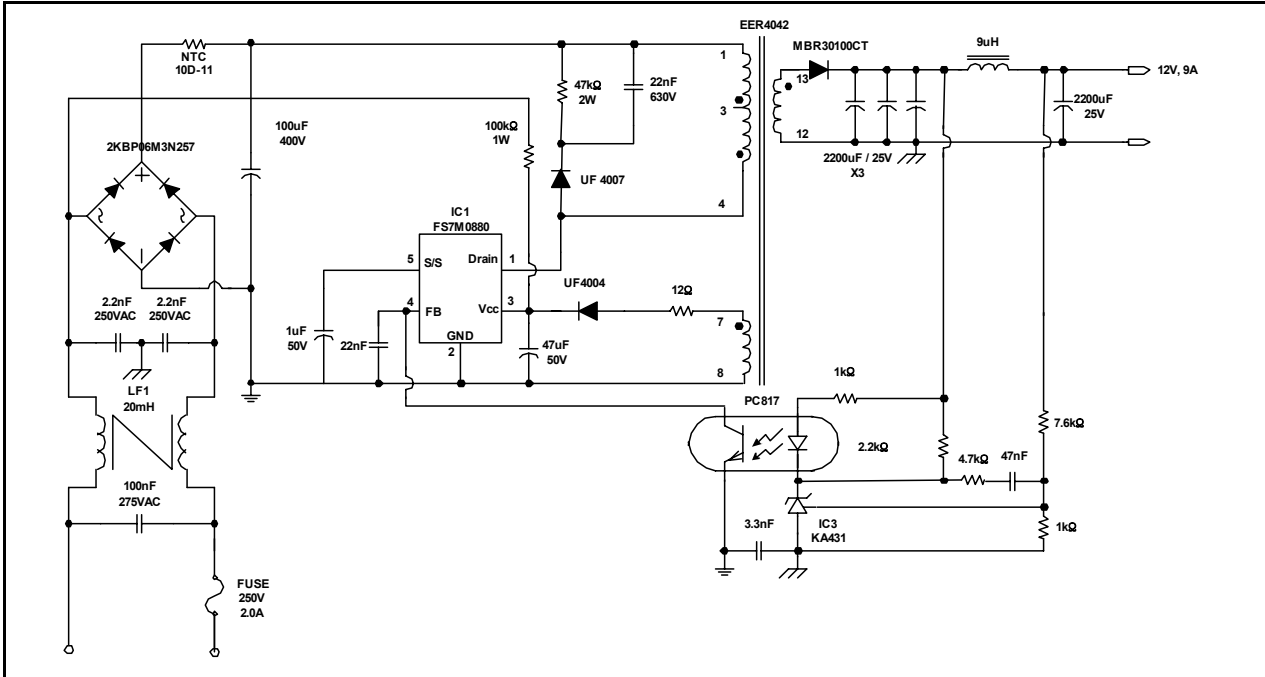 EER4042
NTC
10D-11
1
47kΩ
2W
22nF
630V
3
13
MBR30100CT
9uH
12V, 9A
2200uF
25V
12
2200uF / 25V
X3
100uF
400V
100kΩ
1W
2KBP06M3N257
UF 4007
4
IC1
FS7M0880
5
S/S
Drain
1
4
FB
Vcc
3
GND
2
UF4004
12Ω
7
8
2.2nF
250VAC
2.2nF
250VAC
1uF
50V
22nF
47uF
50V
LF1
20mH
1kΩ
PC817
7.6kΩ
2.2kΩ
4.7kΩ
47nF
100nF
275VAC
3.3nF
IC3
KA431
1kΩ
FUSE
250V
2.0A